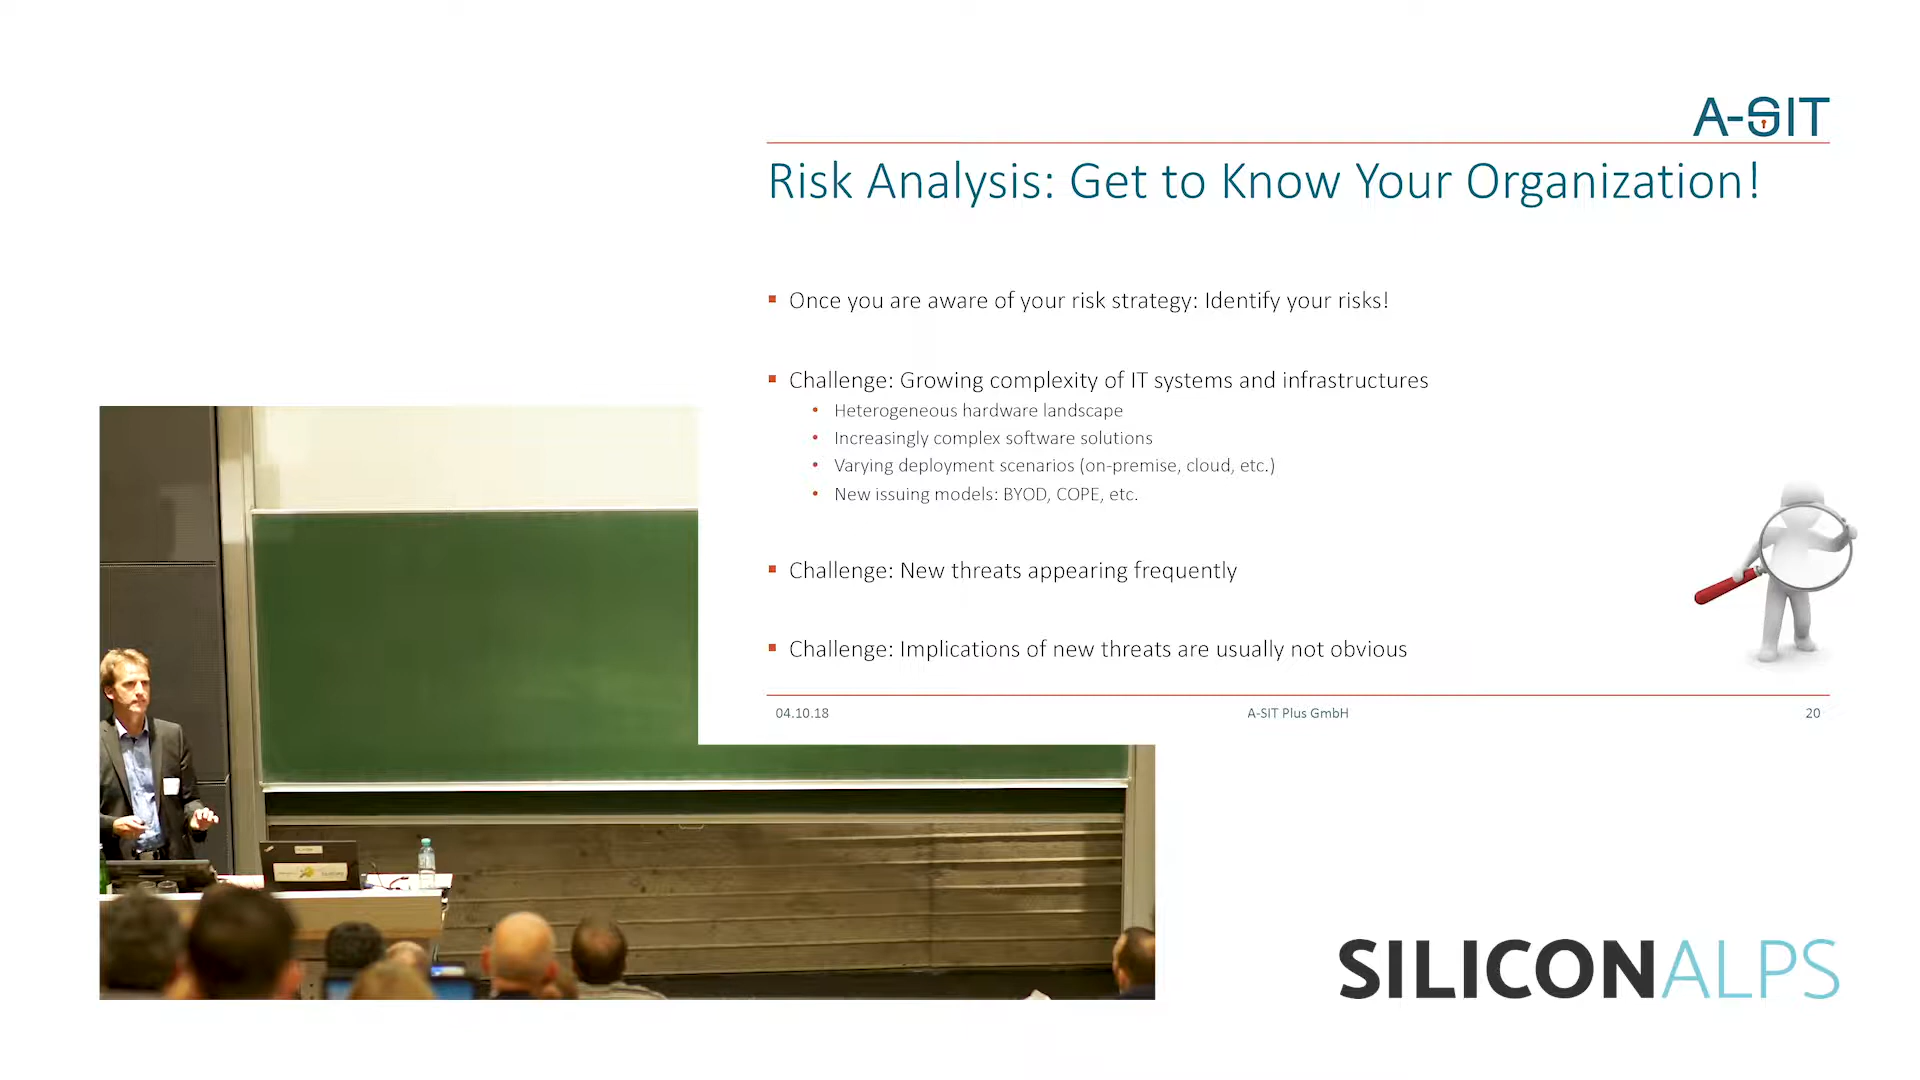 A-SIT
Risk Analysis: Get to Know Your Organization!
Once you are aware of your risk strategy: Identify your risks!
Challenge: Growing complexity of IT systems and infrastructures
Heterogeneous hardware landscape
Increasingly complex software solutions
Varying deployment scenarios (on-premise, cloud, etc.)
New issuing models: BYOD, COPE, etc.
Challenge: New threats appearing frequently
Challenge: Implications of new threats are usually not obvious
04.10.18
A-SIT Plus GmbH
20
SILICONALPS